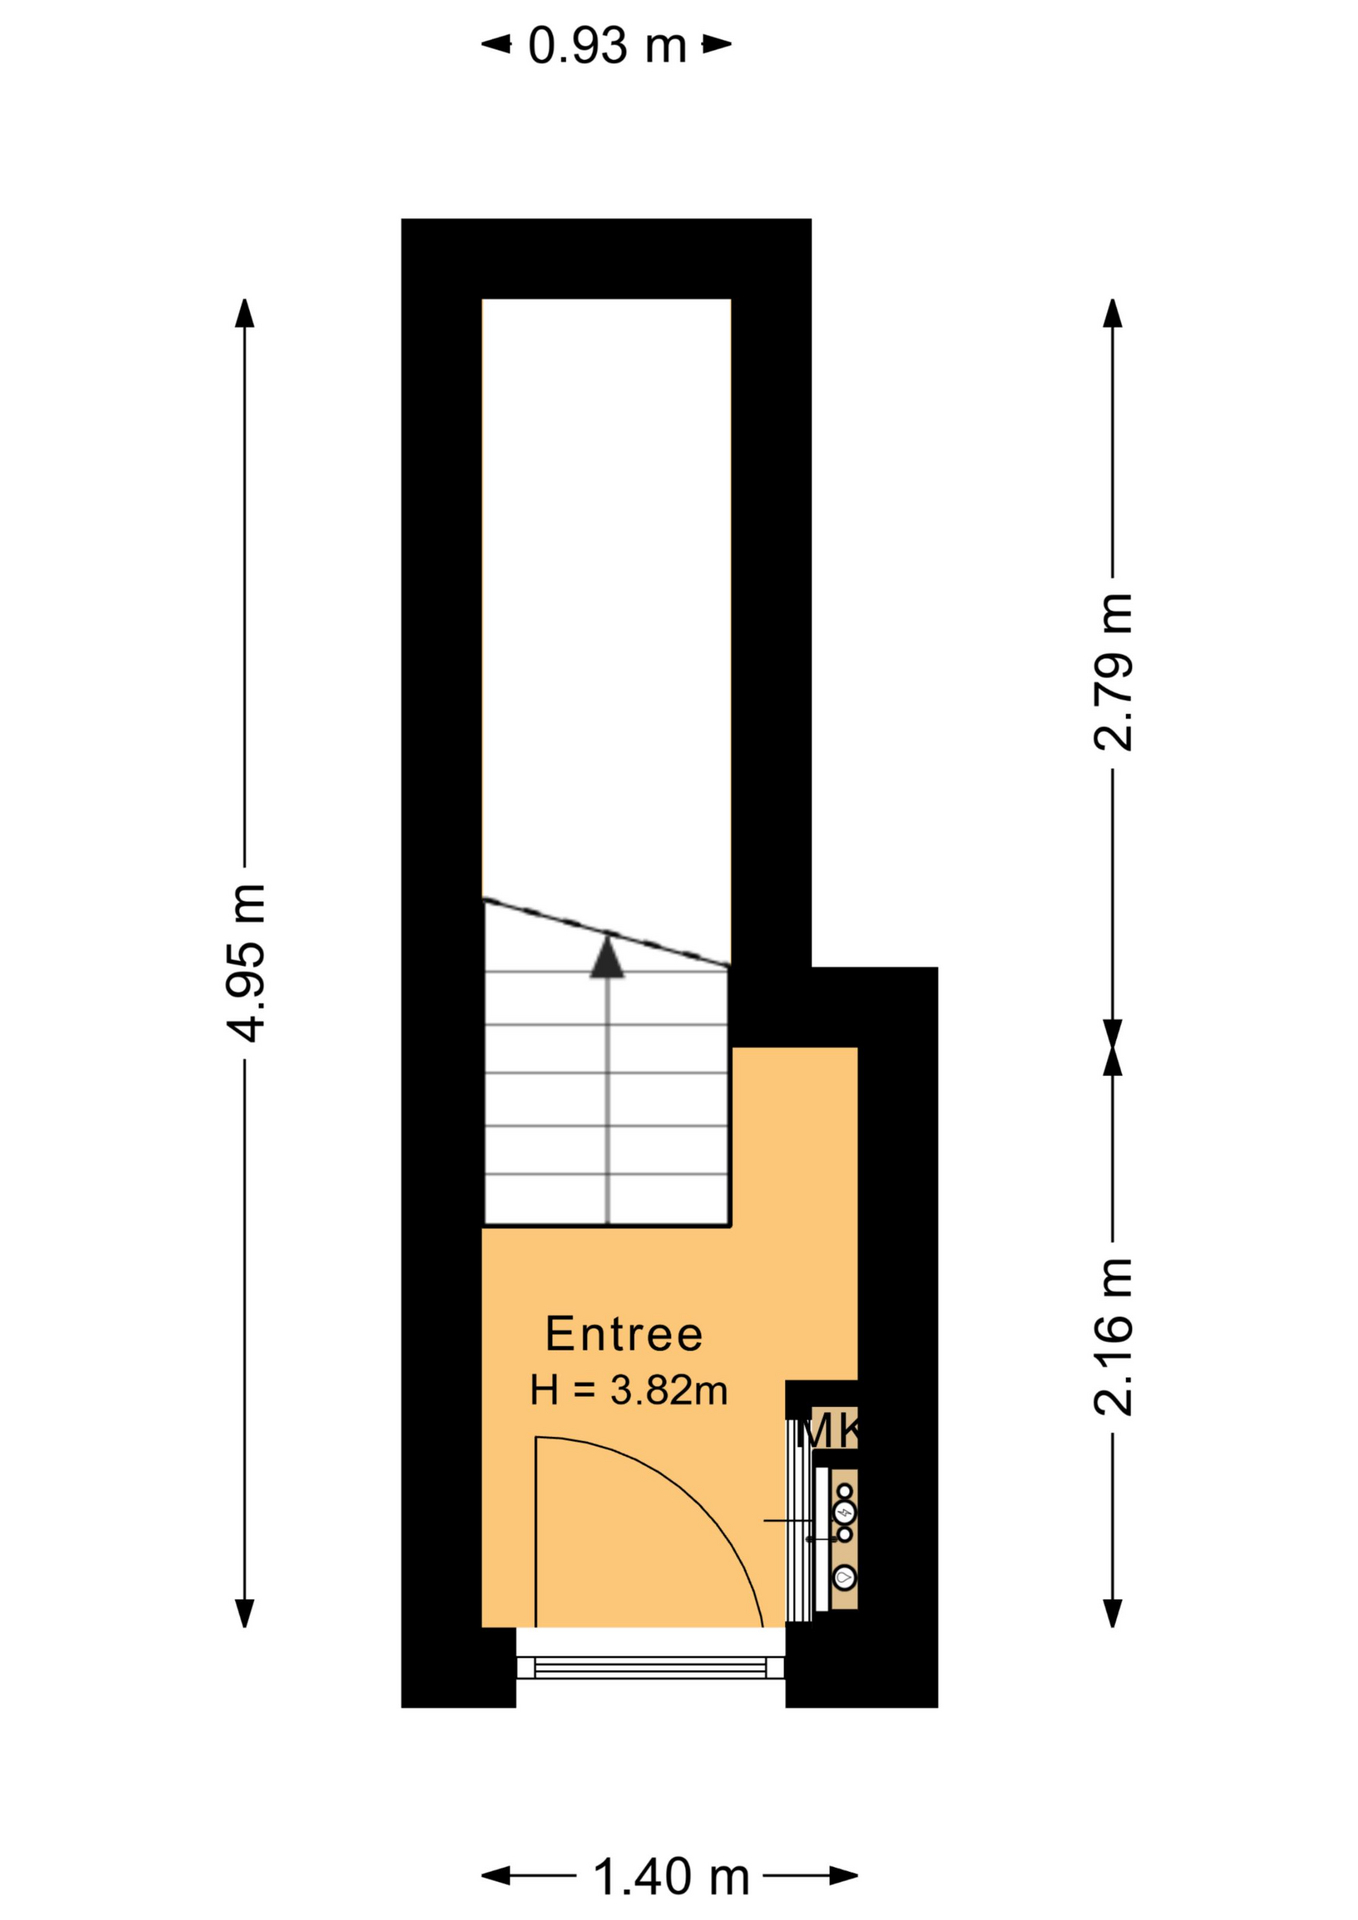 0.93 m
2.79 m
4.95 m
2.16 m
Entree
H = 3.82m
MK
1.40 m